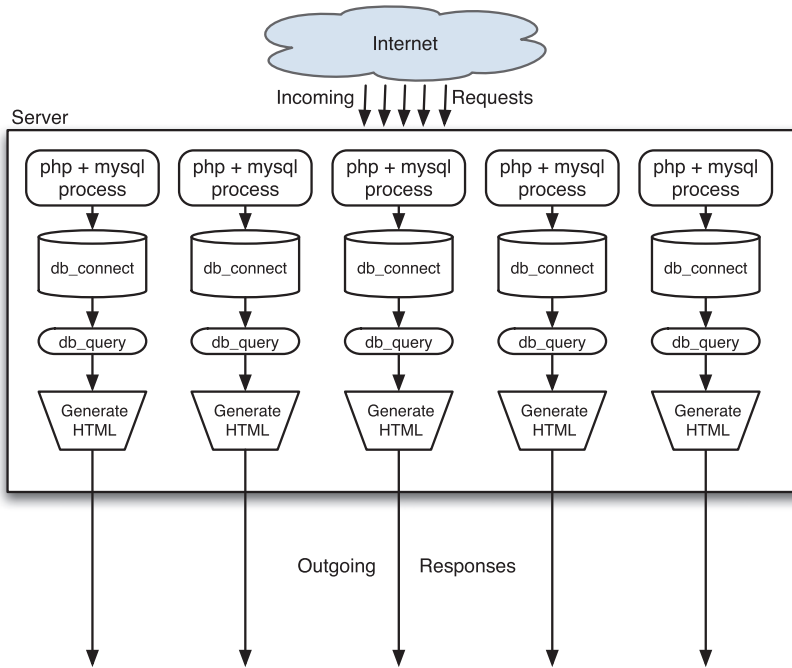 Internet
Incoming Requests
Server
php + mysql
process
php + mysql
process
php + mysql
process
php + mysql
process
php + mysql
process
db_connect
db_connect
db_connect
db_connect
db_connect
db_query
db_query
db_query
db_query
db_query
Generate
HTML
Generate
HTML
Generate
HTML
Generate
HTML
Generate
HTML
Outgoing Responses